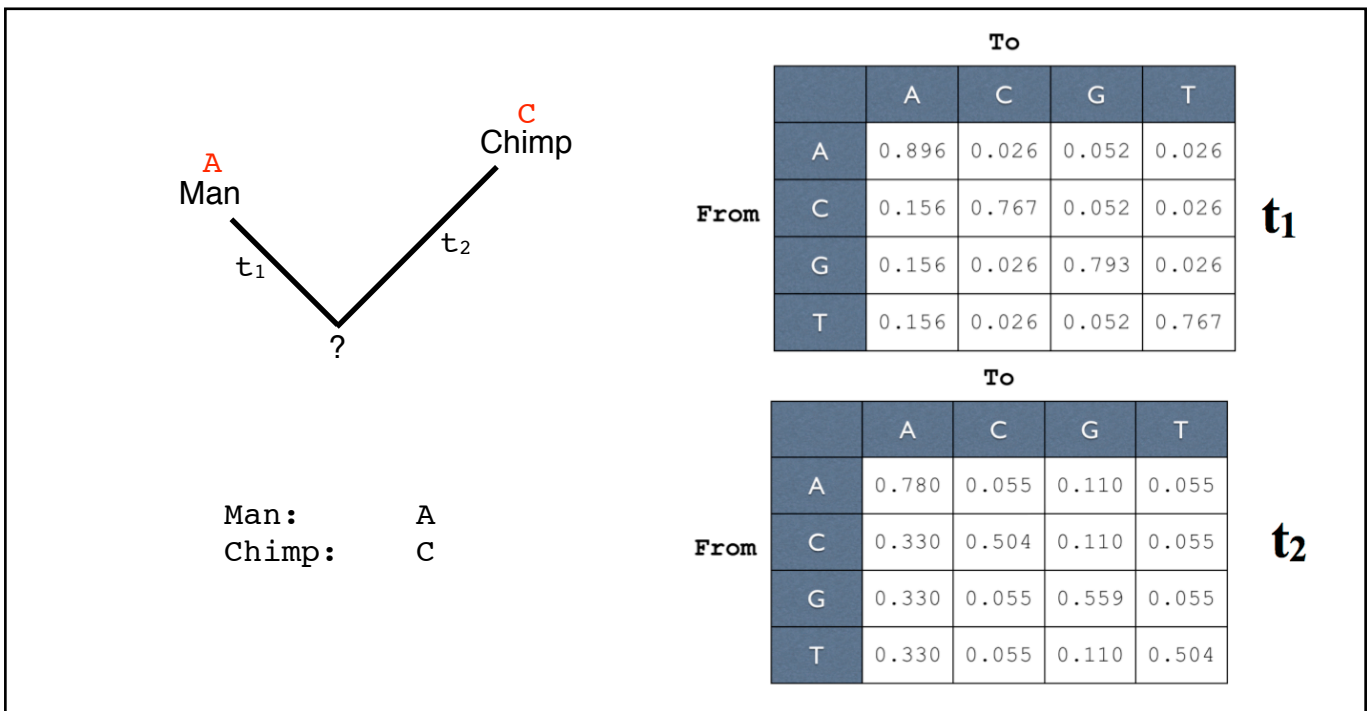 A
Man
C
Chimp
t₁
t₂
?
Man: A
Chimp: C
To
A C G T
A 0.896 0.026 0.052 0.026
From C 0.156 0.767 0.052 0.026 t₁
G 0.156 0.026 0.793 0.026
T 0.156 0.026 0.052 0.767
To
A C G T
A 0.780 0.055 0.110 0.055
From C 0.330 0.504 0.110 0.055 t₂
G 0.330 0.055 0.559 0.055
T 0.330 0.055 0.110 0.504